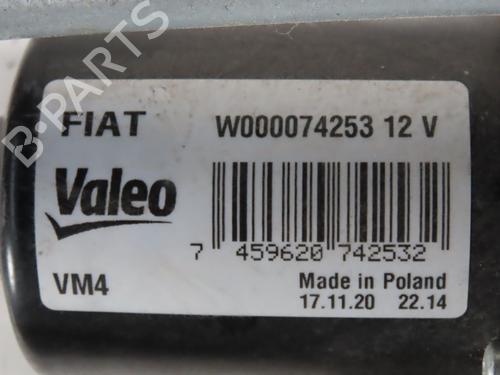 FIAT W000074253 12 V
Valeo
7 459620 742532
VM4 Made in Poland
17.11.20 22.14
B-PARTS